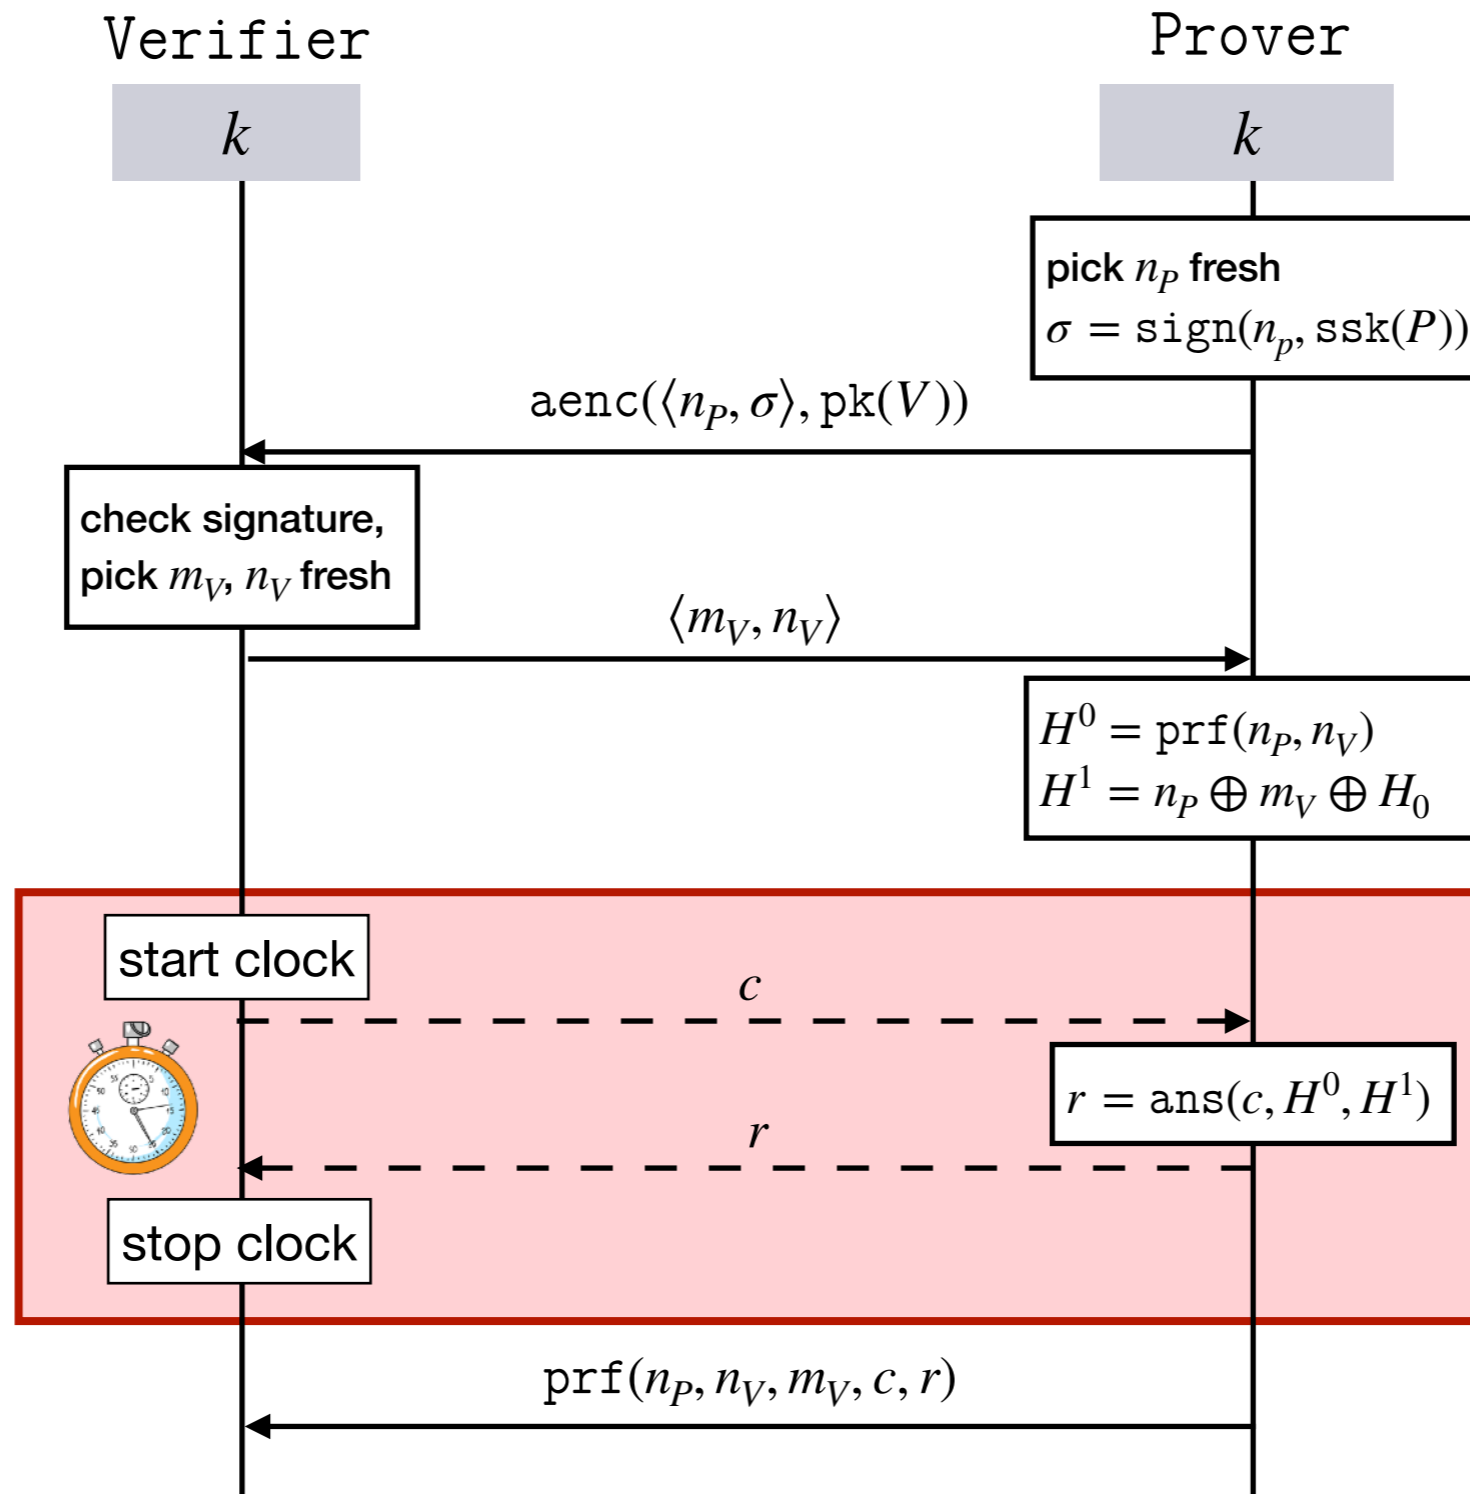 Verifier
Prover
k
k
pick n_P fresh
σ = sign(n_p, ssk(P))
aenc(⟨n_P, σ⟩, pk(V))
check signature,
pick m_V, n_V fresh
⟨m_V, n_V⟩
H^0 = prf(n_P, n_V)
H^1 = n_P ⊕ m_V ⊕ H_0
start clock
c
r = ans(c, H^0, H^1)
r
stop clock
prf(n_P, n_V, m_V, c, r)